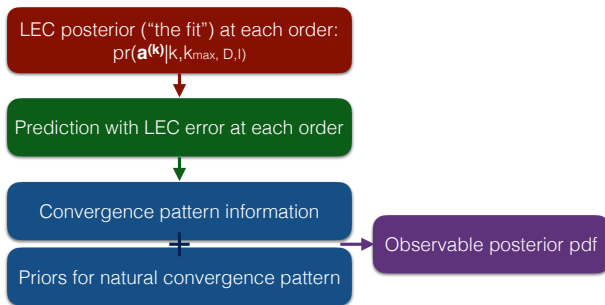 LEC posterior (“the fit”) at each order:
pr(a(k)|k,kmax, D,I)
Prediction with LEC error at each order
Convergence pattern information
+
Observable posterior pdf
Priors for natural convergence pattern